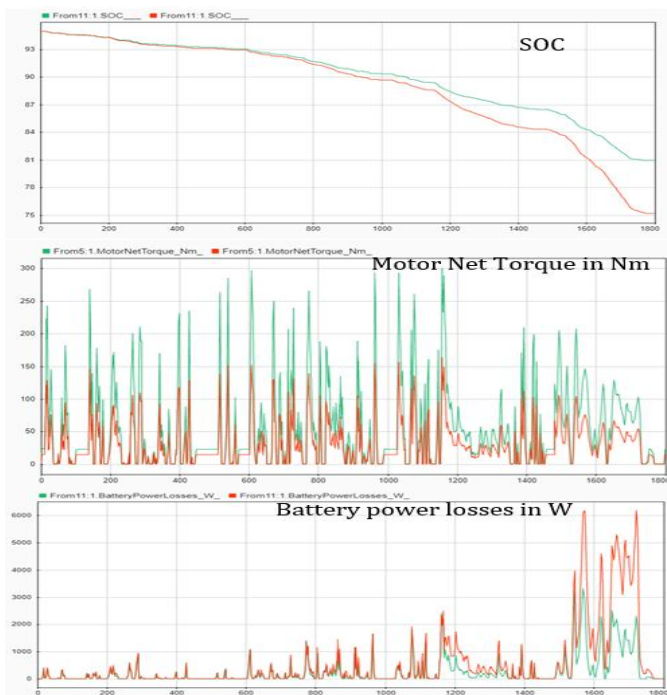 From11:1.SOC___ From11:1.SOC___
SOC
93
90
87
84
81
78
75
0 200 400 600 800 1000 1200 1400 1600 1800
From5:1.MotorNetTorque_Nm_ From5:1.MotorNetTorque_Nm_
Motor Net Torque in Nm
300
250
200
150
100
50
0
0 200 400 600 800 1000 1200 1400 1600 1800
From11:1.BatteryPowerLosses_W_ From11:1.BatteryPowerLosses_W_
Battery power losses in W
6000
5000
4000
3000
2000
1000
0
0 200 400 600 800 1000 1200 1400 1600 1800